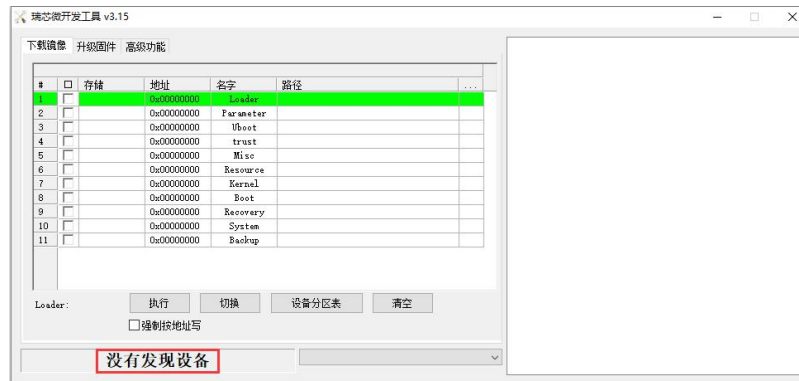 瑞芯微开发工具 v3.15
下载镜像 升级固件 高级功能
# 存储 地址 名字 路径 ...
1 0x00000000 Loader
2 0x00000000 Parameter
3 0x00000000 Uboot
4 0x00000000 trust
5 0x00000000 Misc
6 0x00000000 Resource
7 0x00000000 Kernel
8 0x00000000 Boot
9 0x00000000 Recovery
10 0x00000000 System
11 0x00000000 Backup
Loader: 执行 切换 设备分区表 清空
强制按地址写
没有发现设备